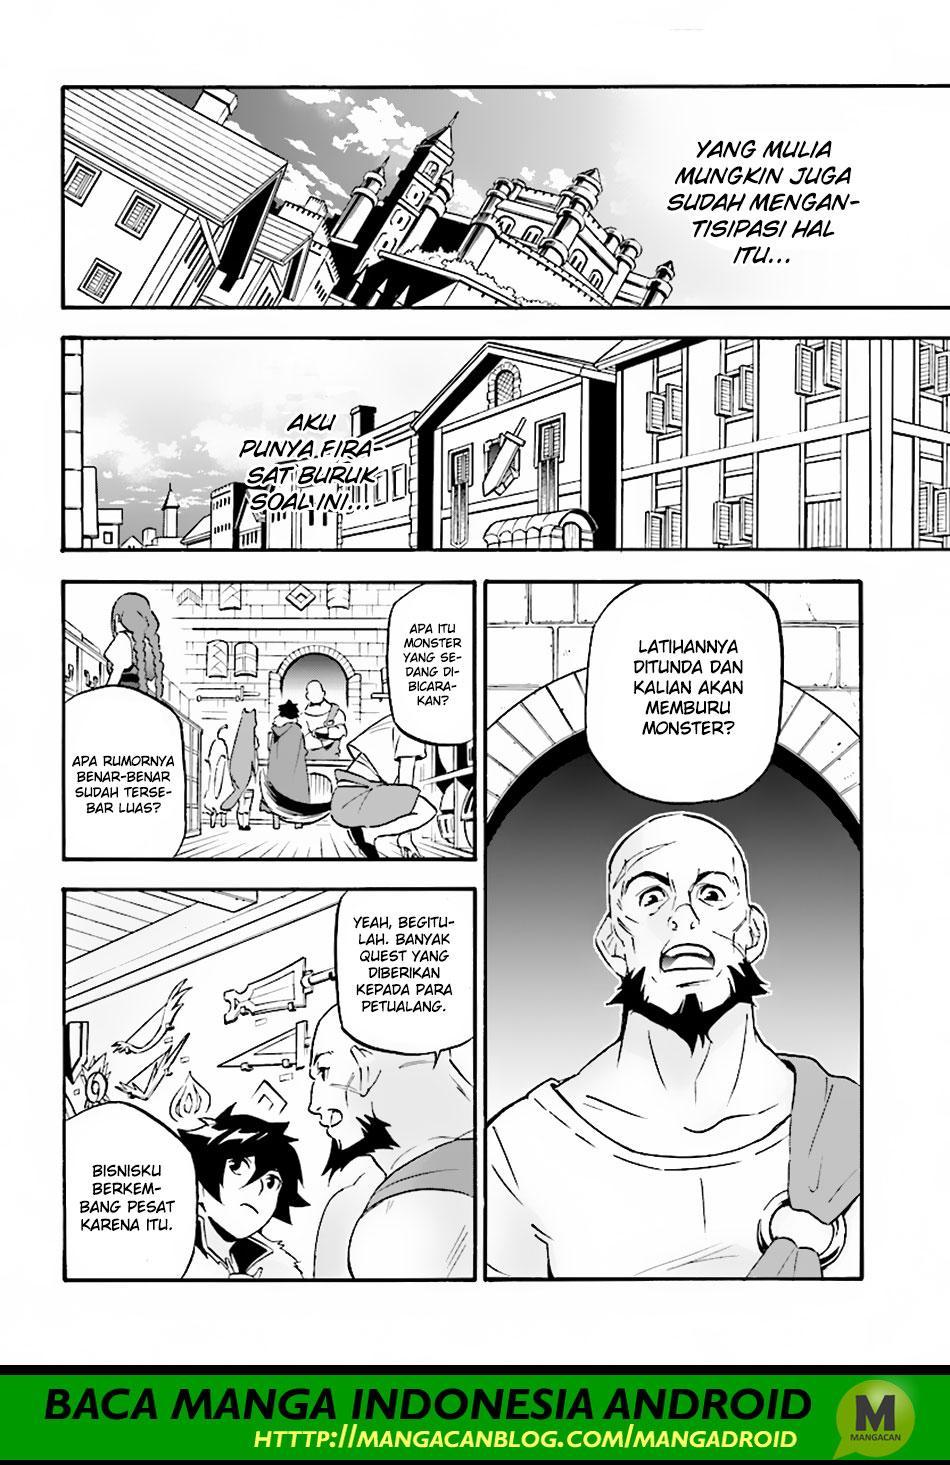 YANG MULIA
MUNGKIN JUGA
SUDAH MENGAN-
TISIPASI HAL
ITU...
AKU
PUNYA FIRA-
SAT BURUK
SOAL INI...
LATIHANNYA
DITUNDA DAN
KALIAN AKAN
MEMBURU
MONSTER?
APA ITU
MONSTER
YANG SE-
DANG DI-
BICARA-
KAN?
APA RUMORNYA
BENAR-BENAR
SUDAH TERSE-
BAR LUAS?
YEAH, BEGITU-
LAH. BANYAK
QUEST YANG
DIBERIKAN
KEPADA PARA
PETUALANG.
BISNISKU
BERKEM-
BANG PESAT
KARENA ITU.
BACA MANGA INDONESIA ANDROID
HTTTP://MANGACANBLOG.COM/MANGADROID
M
MANGACAN